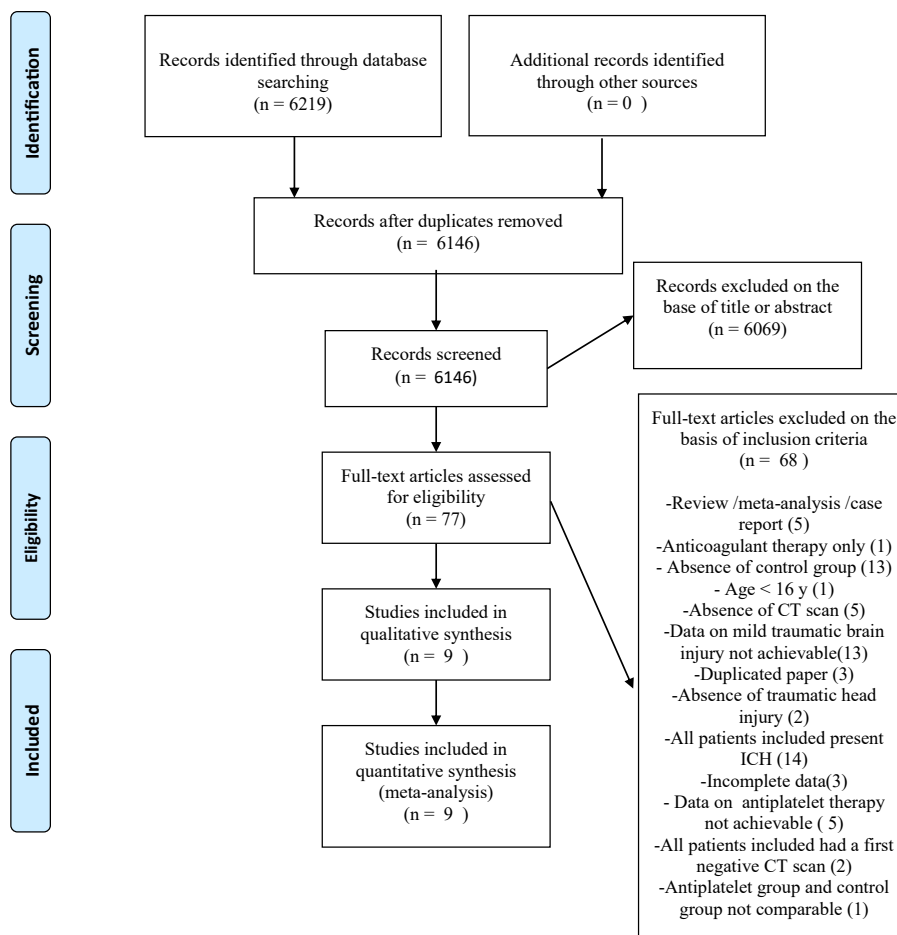 Identification
Records identified through database
searching
(n = 6219)
Additional records identified
through other sources
(n = 0 )
Records after duplicates removed
(n = 6146)
Screening
Records excluded on the
base of title or abstract
(n = 6069)
Records screened
(n = 6146)
Full-text articles excluded on the
basis of inclusion criteria
(n = 68 )
-Review /meta-analysis /case
report (5)
-Anticoagulant therapy only (1)
- Absence of control group (13)
- Age < 16 y (1)
-Absence of CT scan (5)
-Data on mild traumatic brain
injury not achievable(13)
-Duplicated paper (3)
-Absence of traumatic head
injury (2)
-All patients included present
ICH (14)
-Incomplete data(3)
- Data on antiplatelet therapy
not achievable ( 5)
-All patients included had a first
negative CT scan (2)
-Antiplatelet group and control
group not comparable (1)
Eligibility
Full-text articles assessed
for eligibility
(n = 77)
Studies included in
qualitative synthesis
(n = 9 )
Included
Studies included in
quantitative synthesis
(meta-analysis)
(n = 9 )